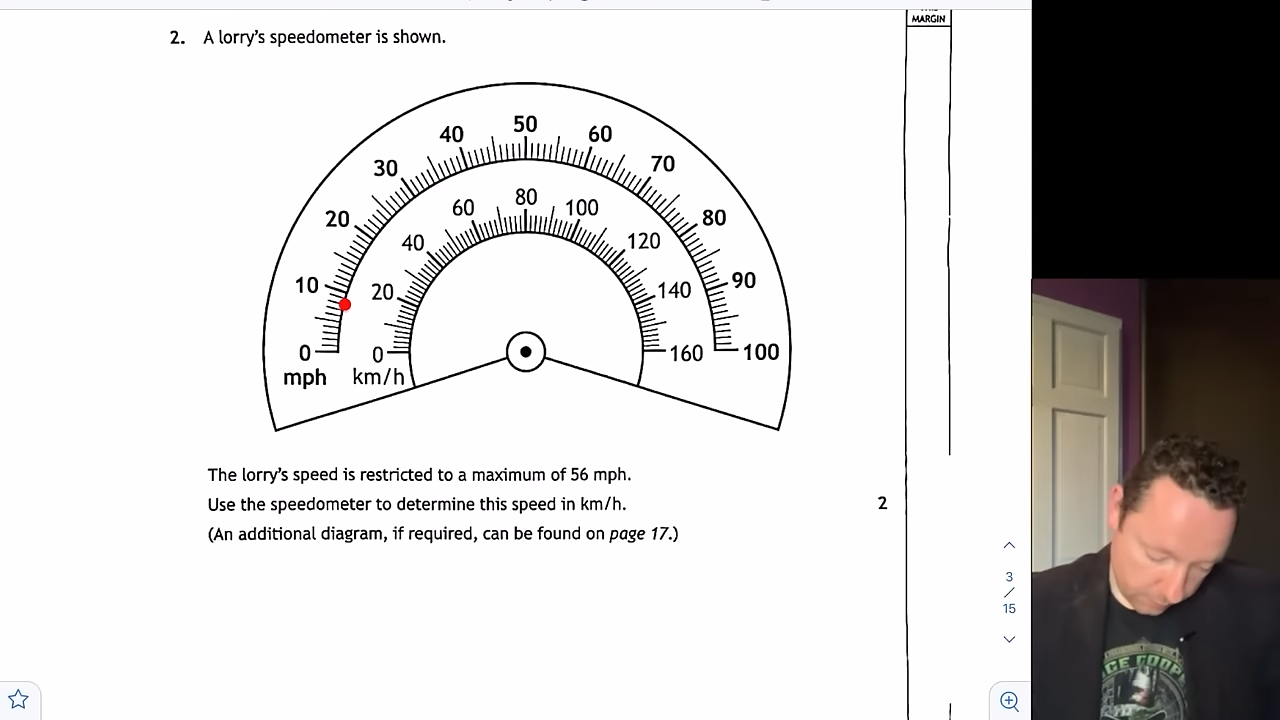 MARGIN
2. A lorry's speedometer is shown.
50
40 60
30 70
20 80
10 90
0 100
mph
80
60 100
40 120
20 140
0 160
km/h
The lorry's speed is restricted to a maximum of 56 mph.
Use the speedometer to determine this speed in km/h. 2
(An additional diagram, if required, can be found on page 17.)
3
/
15